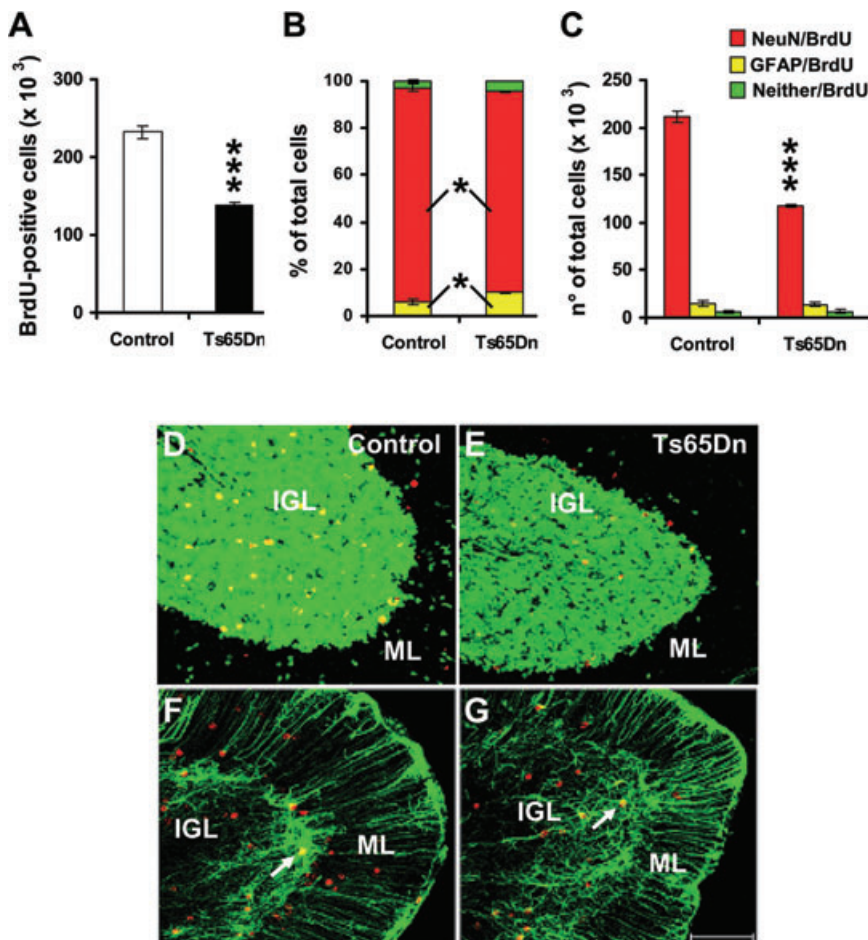 A
BrdU-positive cells (x 10 3)
300
200
100
0
***
Control Ts65Dn
B
% of total cells
100
80
60
40
20
0
*
*
Control Ts65Dn
C
NeuN/BrdU
GFAP/BrdU
Neither/BrdU
n° of total cells (x 10 3)
250
200
150
100
50
0
***
Control Ts65Dn
D Control
IGL
ML
E Ts65Dn
IGL
ML
F
IGL
ML
G
IGL
ML